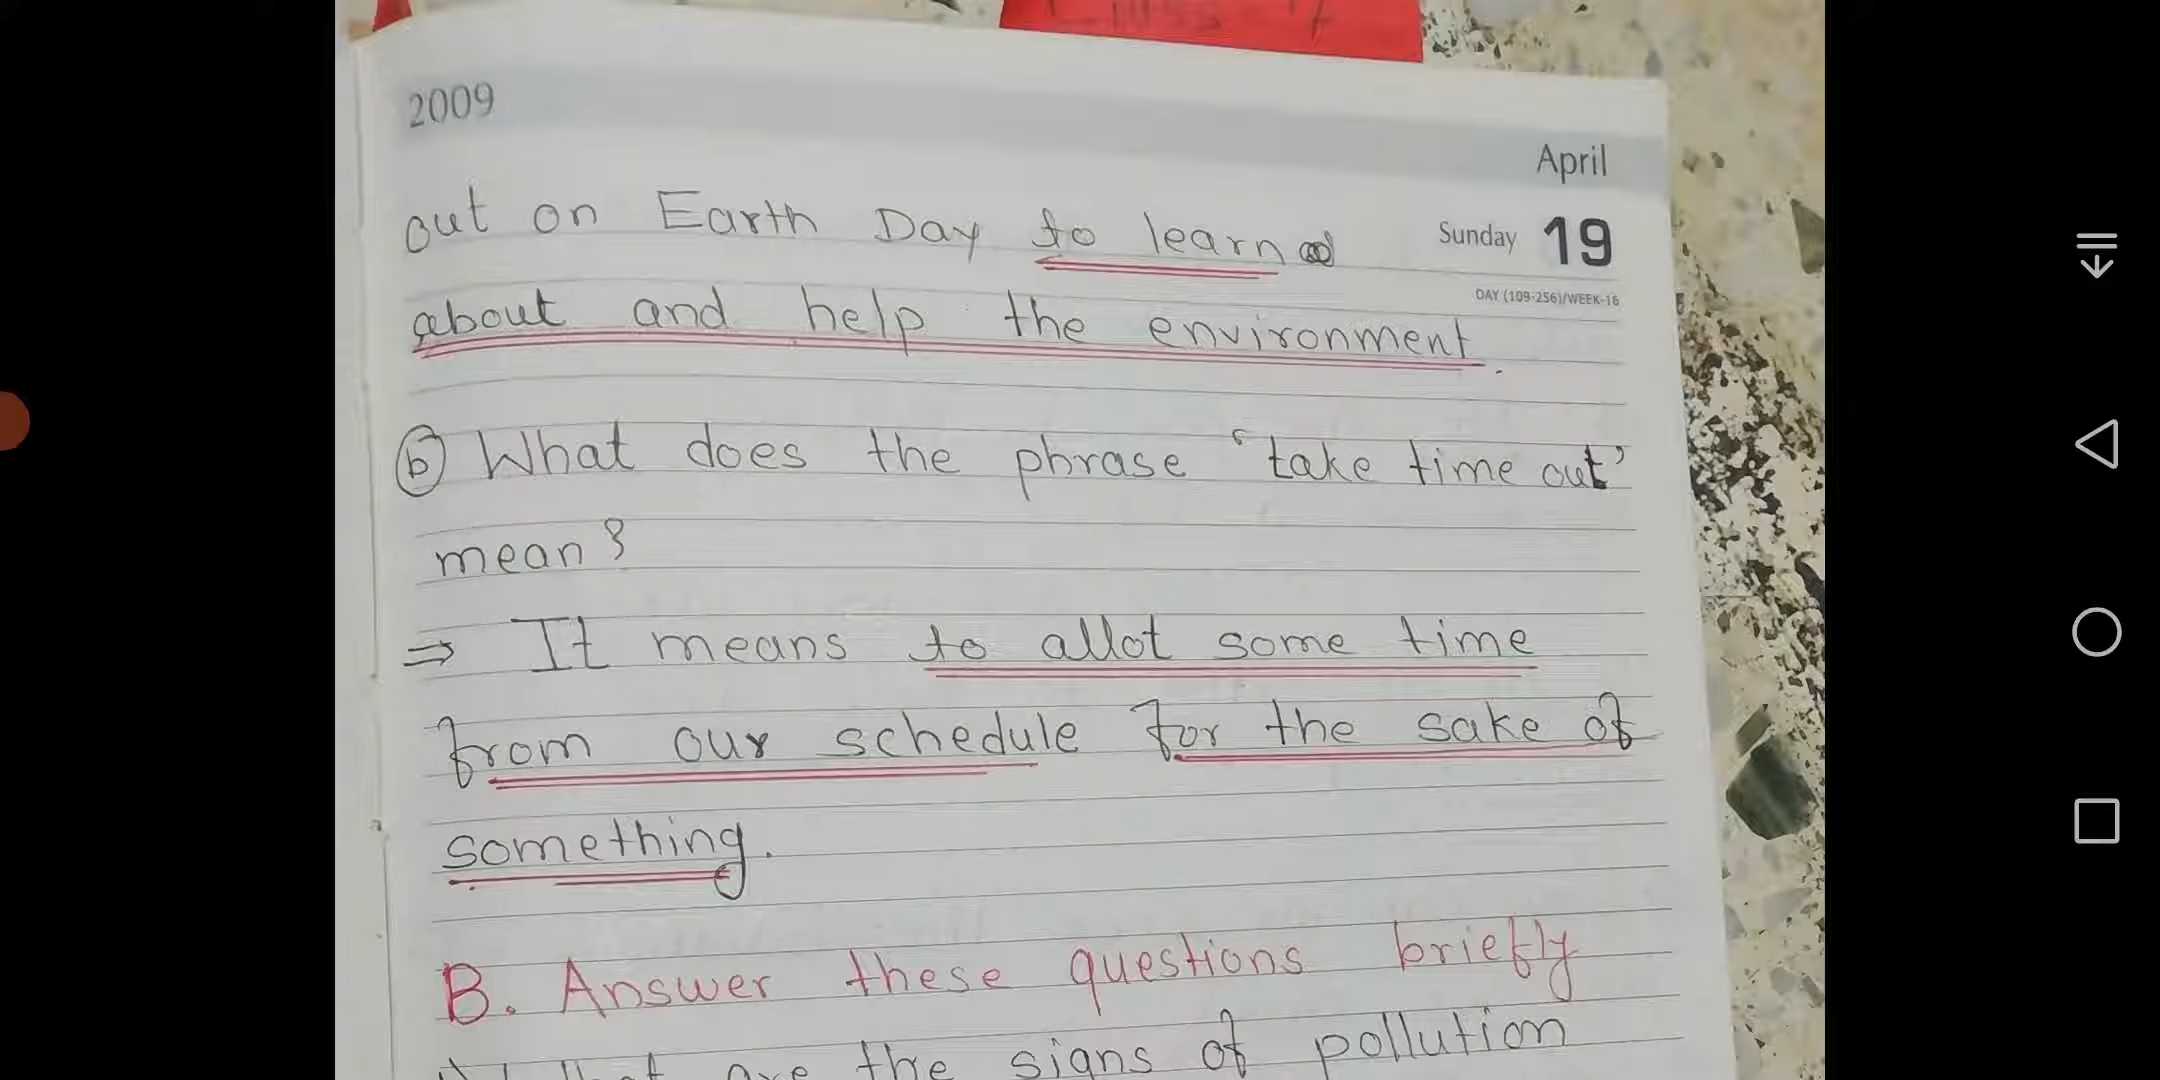 2009
April
Sunday 19
DAY (109-256)/WEEK-16
out on Earth Day to learn
about and help the environment.
(b) What does the phrase 'take time out'
mean?
⇒ It means to allot some time
from our schedule for the sake of
something.
B. Answer these questions briefly
are the signs of pollution